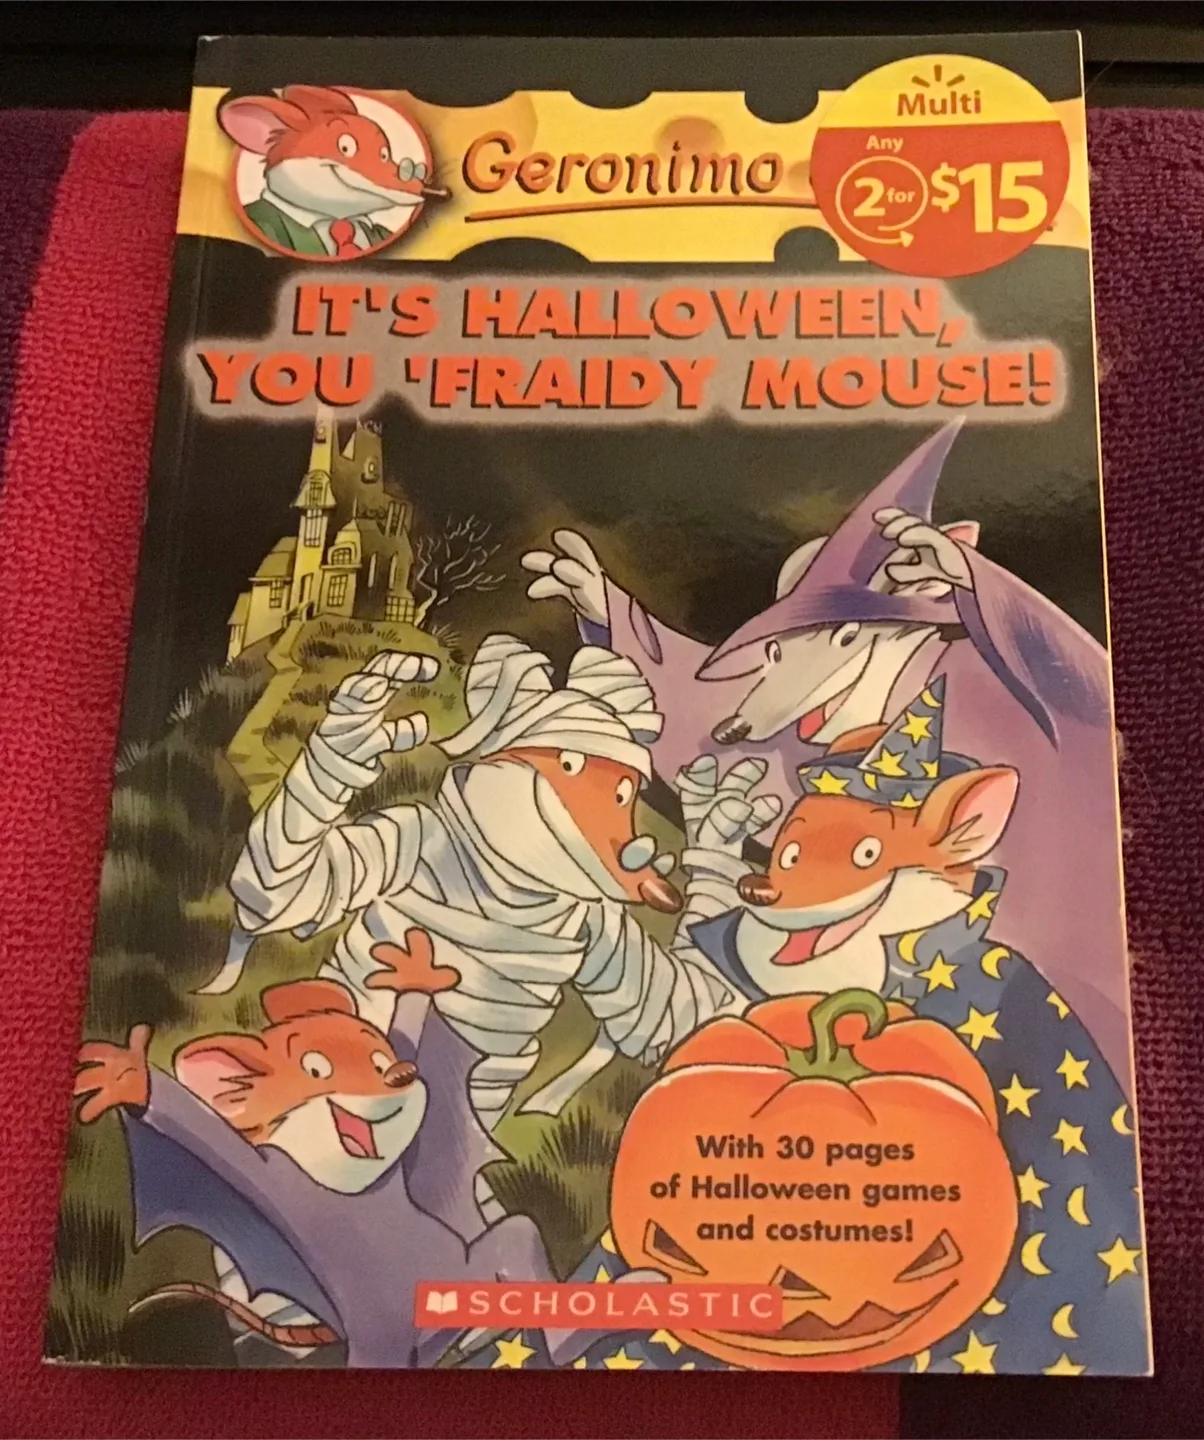 Geronimo
Multi
Any
2 for $15
IT'S HALLOWEEN,
YOU 'FRAIDY MOUSE!
With 30 pages
of Halloween games
and costumes!
SCHOLASTIC